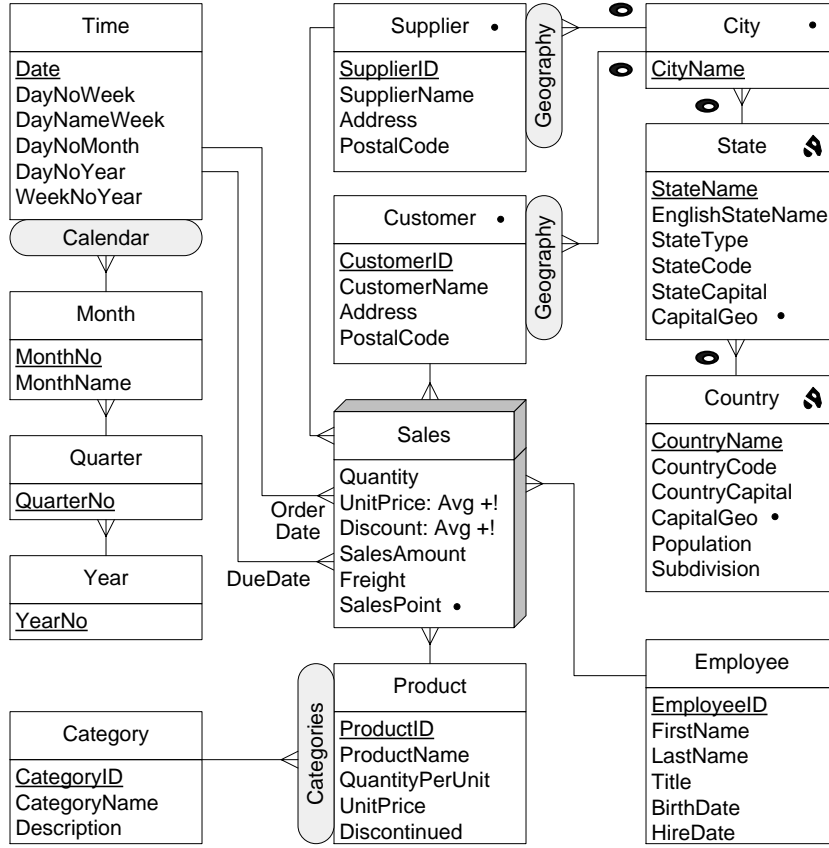 Time
Date
DayNoWeek
DayNameWeek
DayNoMonth
DayNoYear
WeekNoYear
Calendar
Month
MonthNo
MonthName
Quarter
QuarterNo
Year
YearNo
Supplier
SupplierID
SupplierName
Address
PostalCode
Geography
Customer
CustomerID
CustomerName
Address
PostalCode
Geography
City
CityName
State
StateName
EnglishStateName
StateType
StateCode
StateCapital
CapitalGeo
Country
CountryName
CountryCode
CountryCapital
CapitalGeo
Population
Subdivision
Sales
Quantity
UnitPrice: Avg +!
Discount: Avg +!
SalesAmount
Freight
SalesPoint
Order
Date
DueDate
Category
CategoryID
CategoryName
Description
Categories
Product
ProductID
ProductName
QuantityPerUnit
UnitPrice
Discontinued
Employee
EmployeeID
FirstName
LastName
Title
BirthDate
HireDate